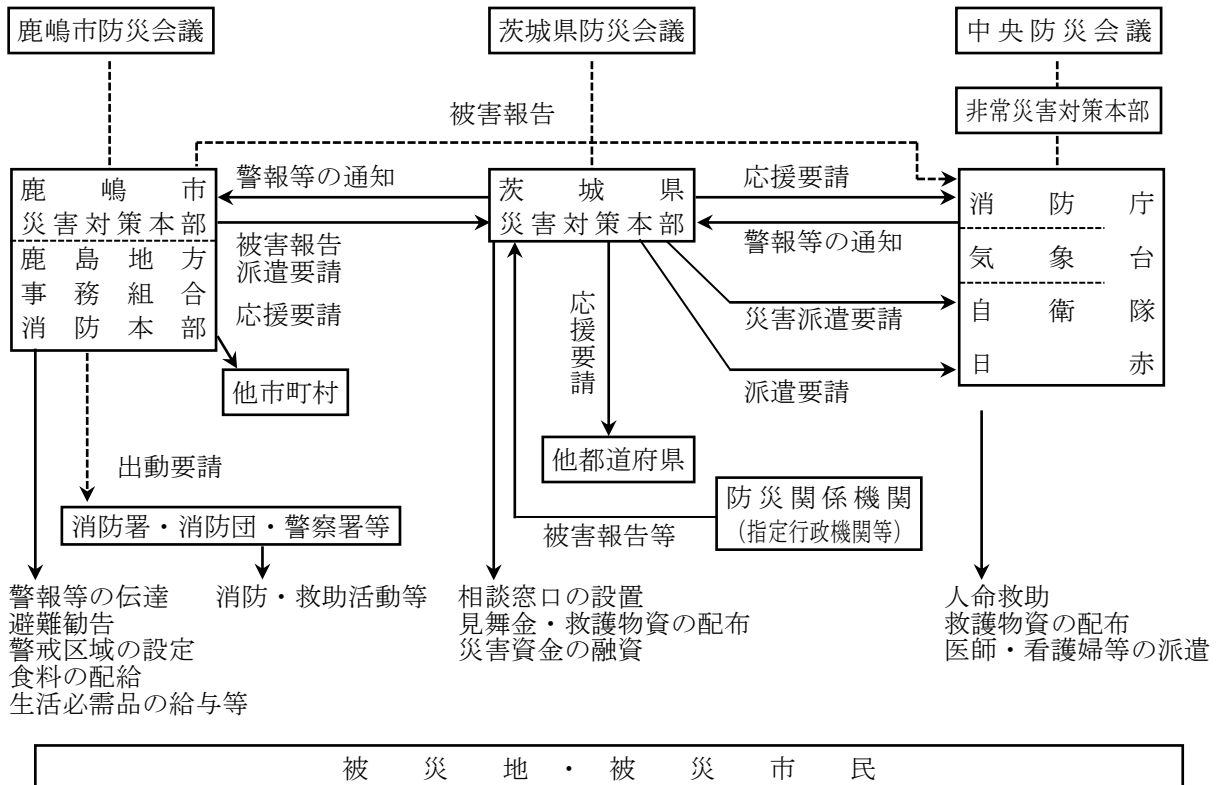 鹿嶋市防災会議
茨城県防災会議
中央防災会議
非常災害対策本部
被害報告
鹿嶋市
災害対策本部
鹿島地方
事務組合
消防本部
警報等の通知
被害報告
派遣要請
応援要請
茨城県
災害対策本部
応援要請
警報等の通知
災害派遣要請
派遣要請
消防庁
気象台
自衛隊
日赤
他市町村
応援要請
他都道府県
出動要請
消防署・消防団・警察署等
防災関係機関
(指定行政機関等)
被害報告等
警報等の伝達
避難勧告
警戒区域の設定
食料の配給
生活必需品の給与等
消防・救助活動等
相談窓口の設置
見舞金・救護物資の配布
災害資金の融資
人命救助
救護物資の配布
医師・看護婦等の派遣
被災地・被災市民